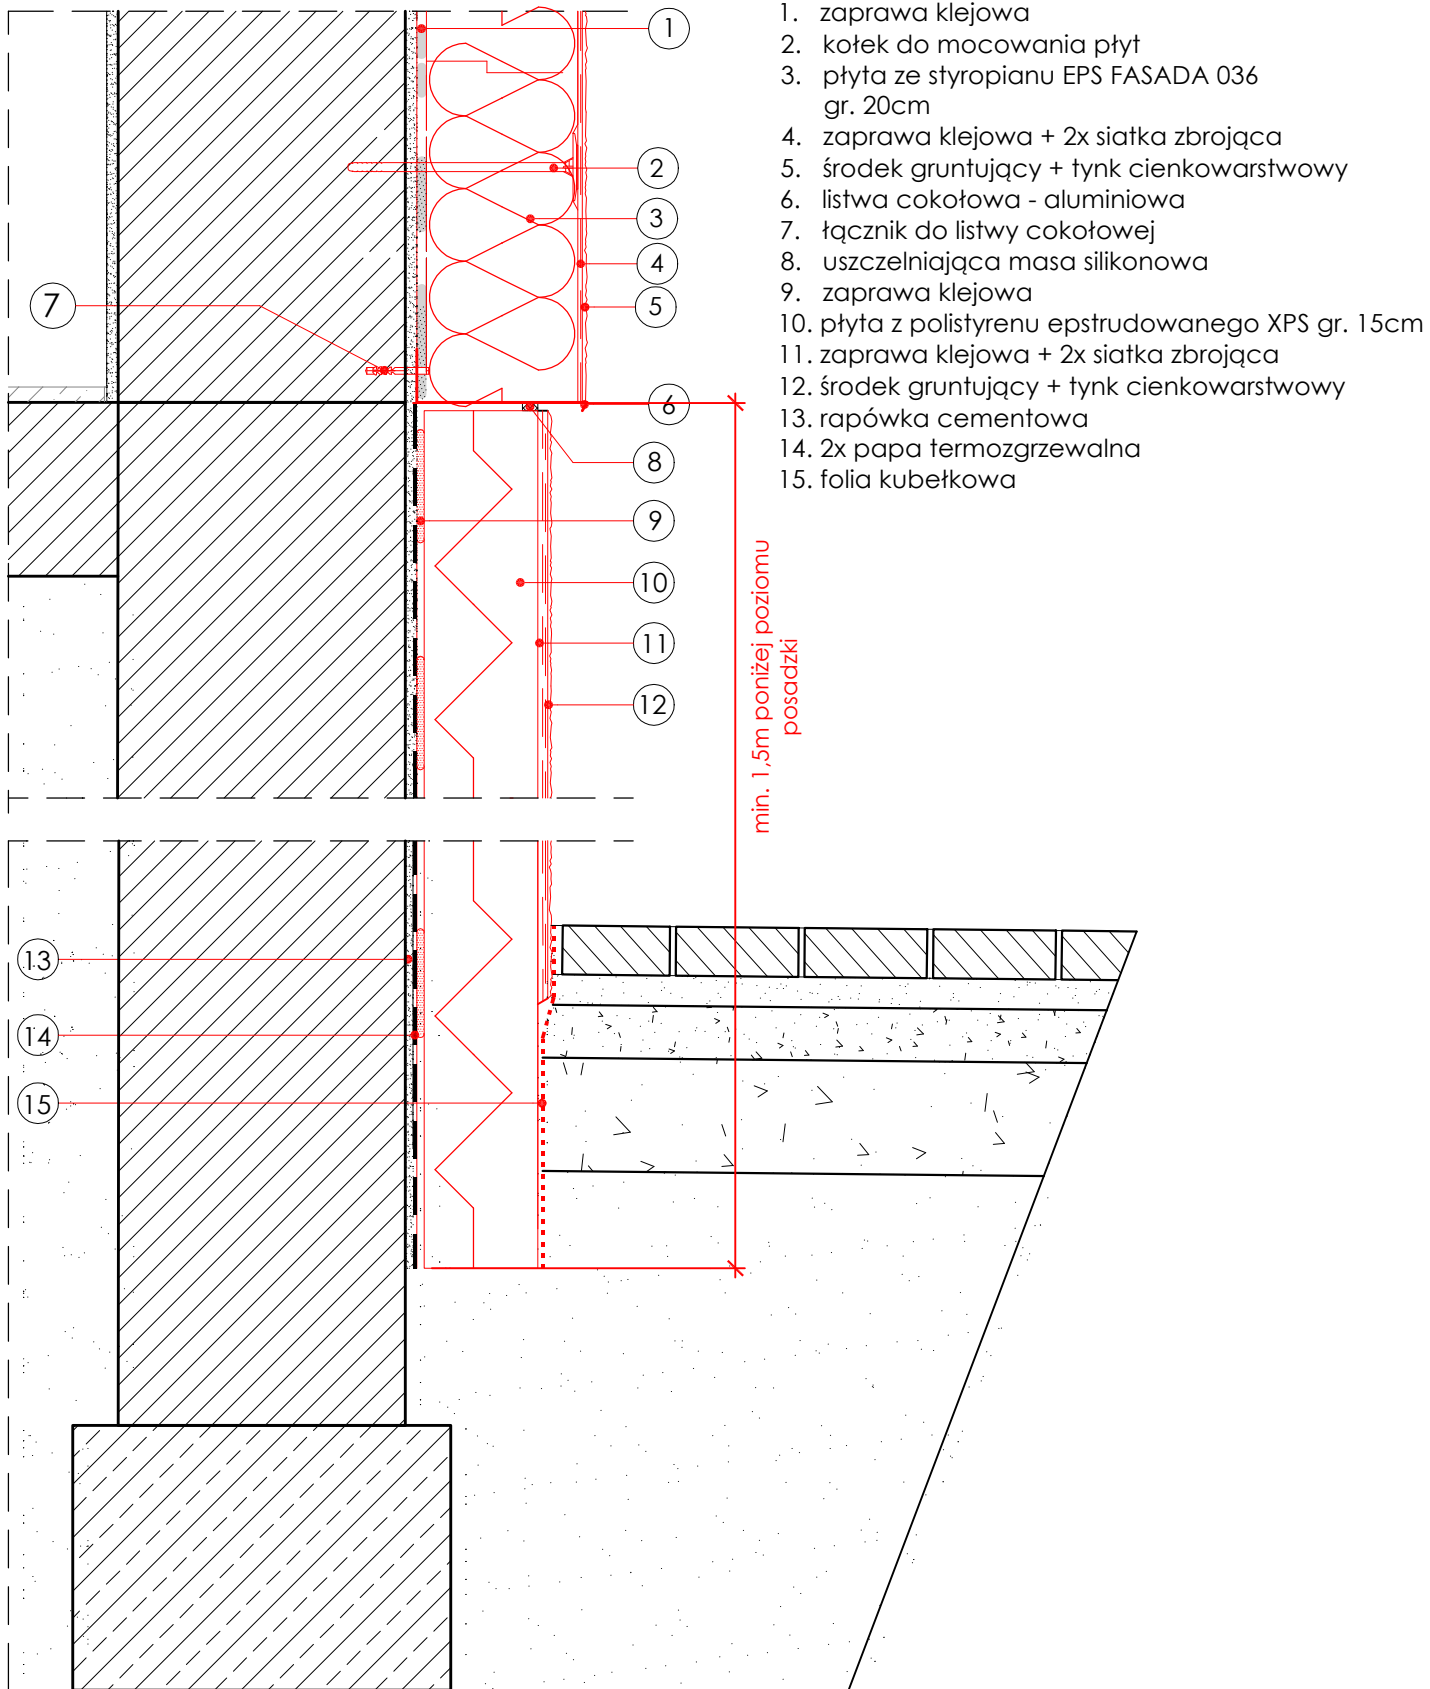 1. zaprawa klejowa
2. kołek do mocowania płyt
3. płyta ze styropianu EPS FASADA 036
gr. 20cm
4. zaprawa klejowa + 2x siatka zbrojąca
5. środek gruntujący + tynk cienkowarstwowy
6. listwa cokołowa - aluminiowa
7. łącznik do listwy cokołowej
8. uszczelniająca masa silikonowa
9. zaprawa klejowa
10. płyta z polistyrenu epstrudowanego XPS gr. 15cm
11. zaprawa klejowa + 2x siatka zbrojąca
12. środek gruntujący + tynk cienkowarstwowy
13. rapówka cementowa
14. 2x papa termozgrzewalna
15. folia kubełkowa
1
2
3
4
5
7
6
8
9
10
11
12
min. 1,5m poniżej poziomu
posadzki
13
14
15